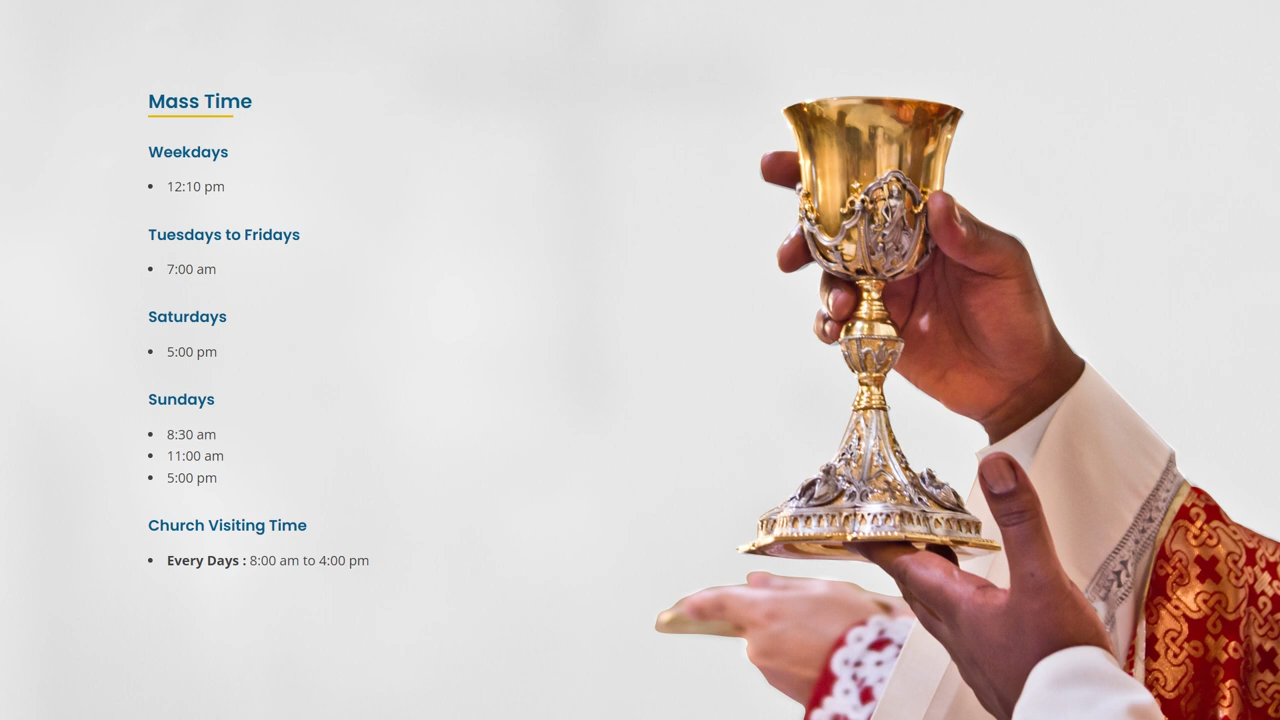 Mass Time
Weekdays
12:10 pm
Tuesdays to Fridays
7:00 am
Saturdays
5:00 pm
Sundays
8:30 am
11:00 am
5:00 pm
Church Visiting Time
Every Days : 8:00 am to 4:00 pm